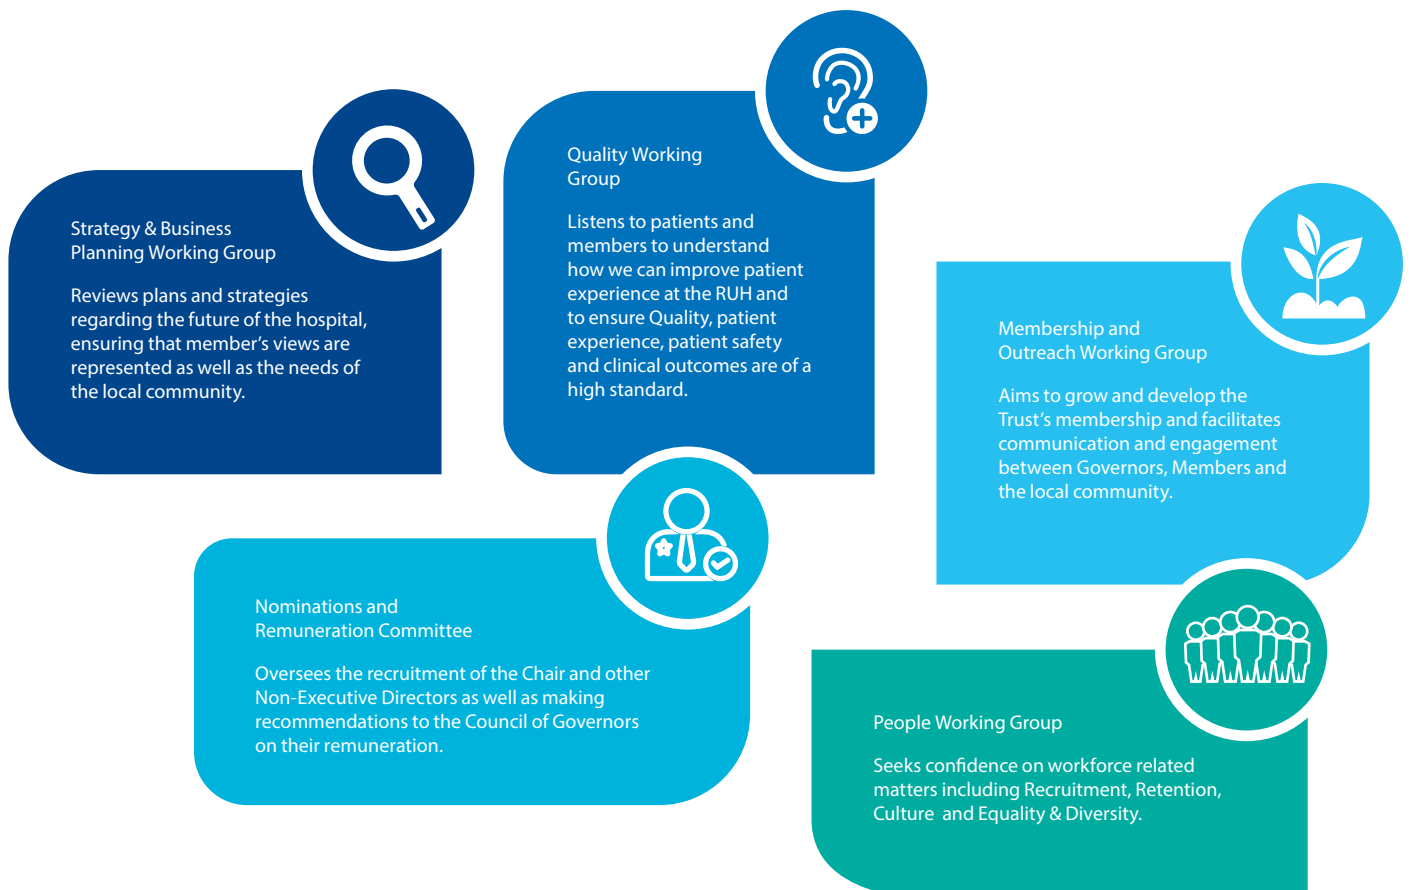 Strategy & Business
Planning Working Group
Reviews plans and strategies
regarding the future of the hospital,
ensuring that member’s views are
represented as well as the needs of
the local community.
Quality Working
Group
Listens to patients and
members to understand
how we can improve patient
experience at the RUH and
to ensure Quality, patient
experience, patient safety
and clinical outcomes are of a
high standard.
Membership and
Outreach Working Group
Aims to grow and develop the
Trust’s membership and facilitates
communication and engagement
between Governors, Members and
the local community.
Nominations and
Remuneration Committee
Oversees the recruitment of the Chair and other
Non-Executive Directors as well as making
recommendations to the Council of Governors
on their remuneration.
People Working Group
Seeks confidence on workforce related
matters including Recruitment, Retention,
Culture and Equality & Diversity.